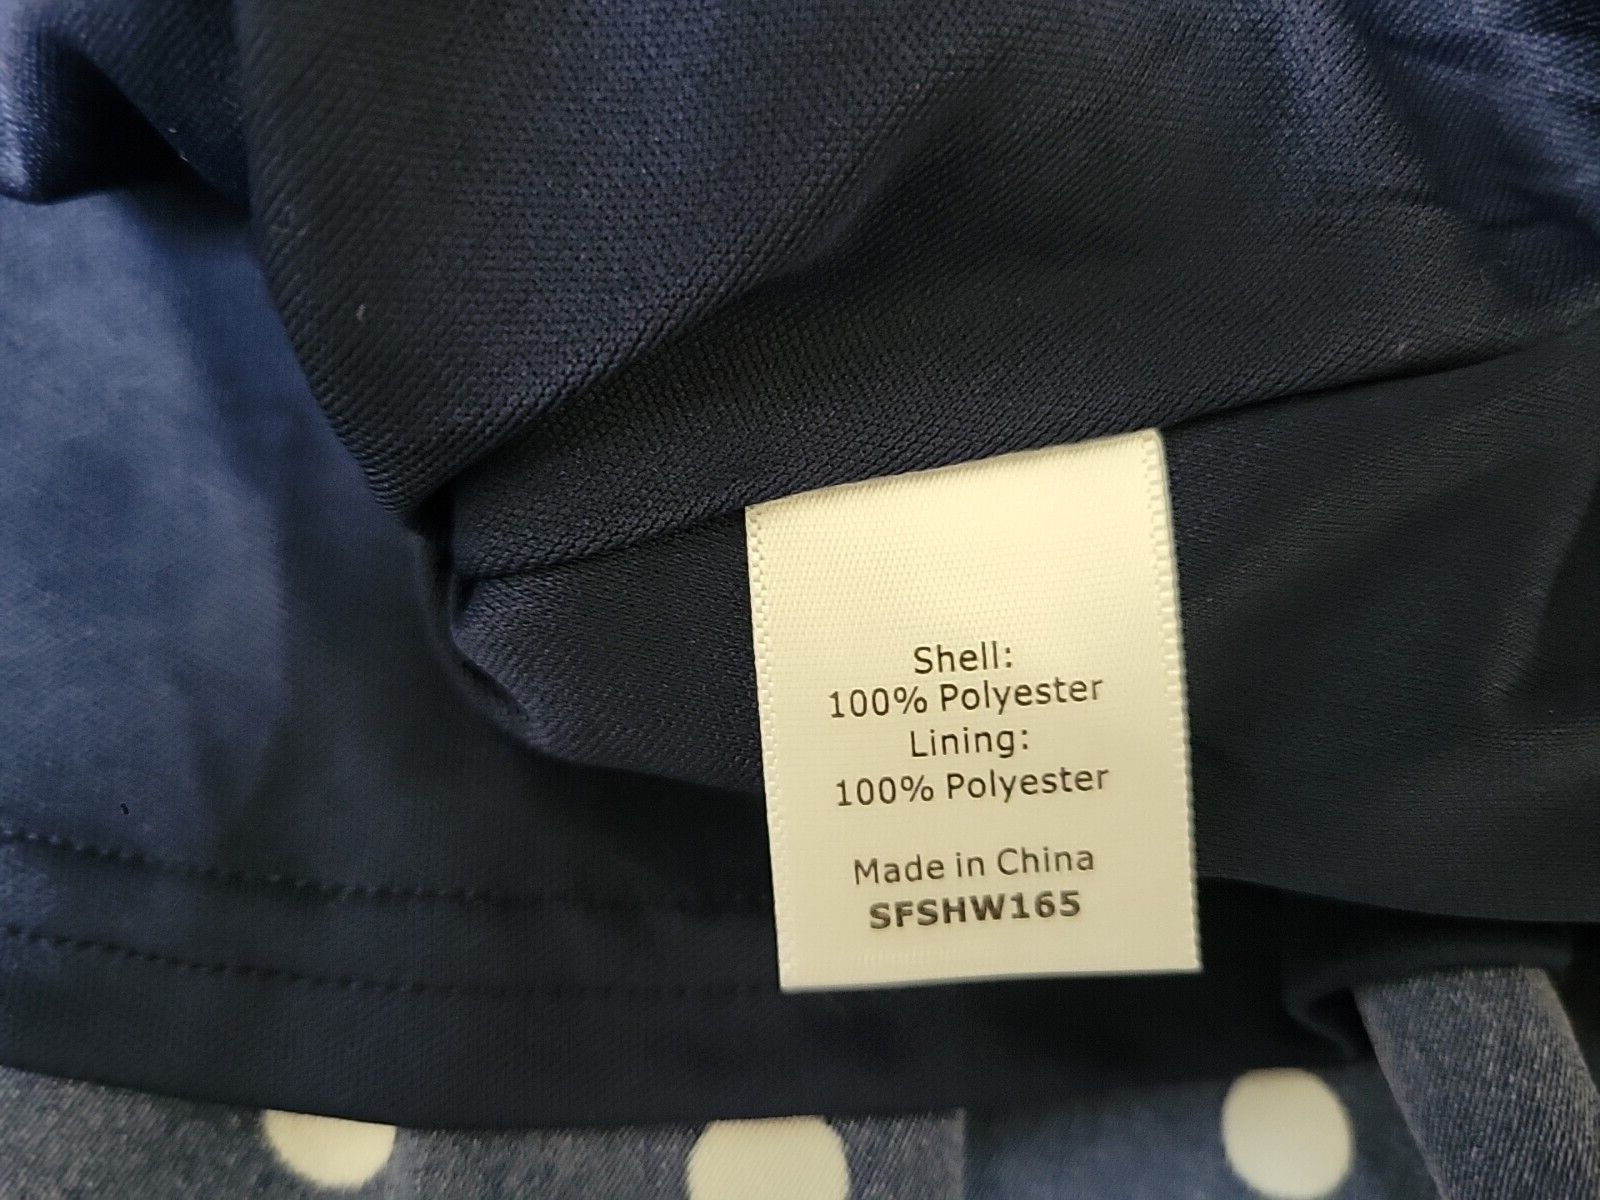 Shell:
100% Polyester
Lining:
100% Polyester
Made in China
SFSHW165